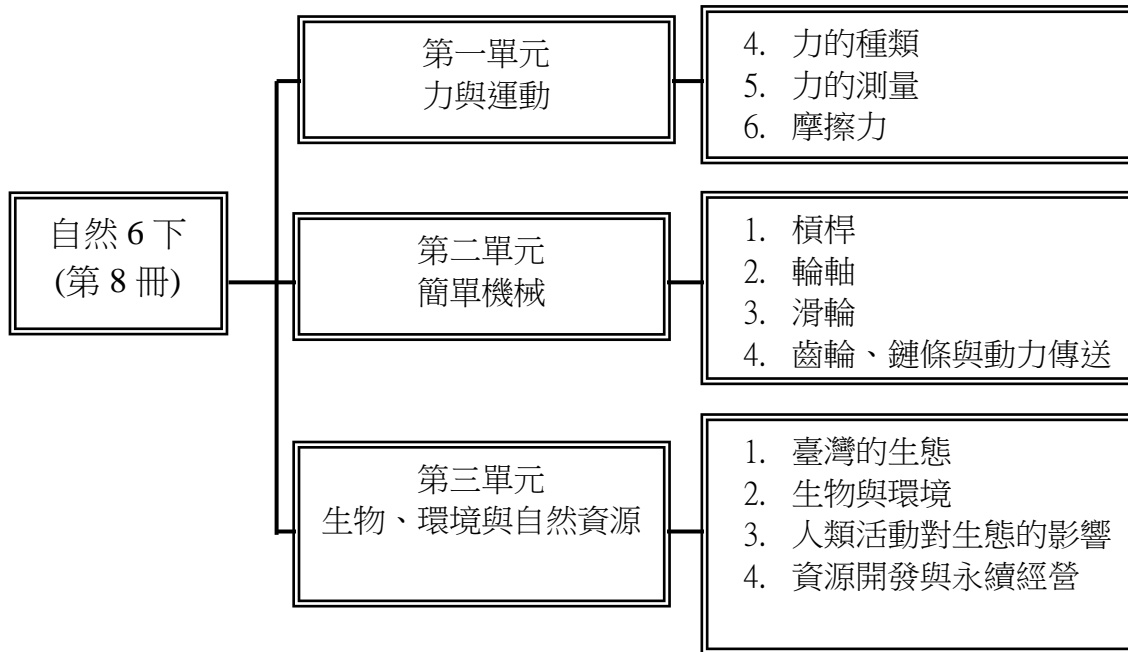 自然 6 下
(第 8 冊)
第一單元
力與運動
4. 力的種類
5. 力的測量
6. 摩擦力
第二單元
簡單機械
1. 槓桿
2. 輪軸
3. 滑輪
4. 齒輪、鏈條與動力傳送
第三單元
生物、環境與自然資源
1. 臺灣的生態
2. 生物與環境
3. 人類活動對生態的影響
4. 資源開發與永續經營